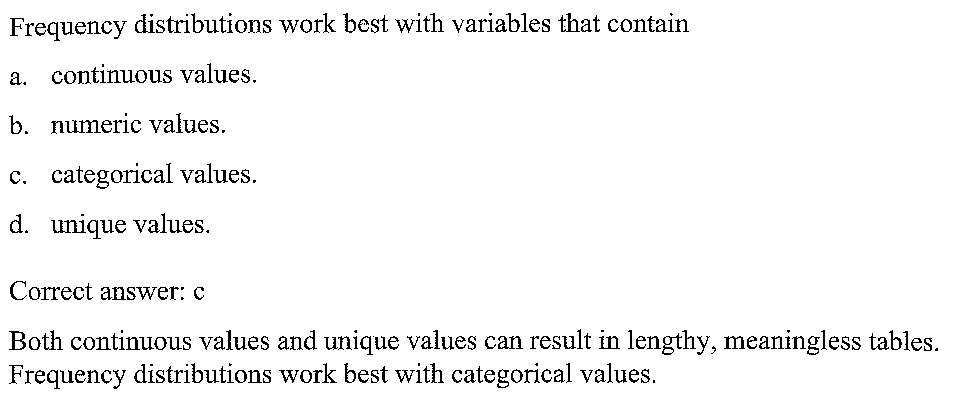 Frequency distributions work best with variables that contain
a. continuous values.
b. numeric values.
c. categorical values.
d. unique values.
Correct answer: c
Both continuous values and unique values can result in lengthy, meaningless tables.
Frequency distributions work best with categorical values.